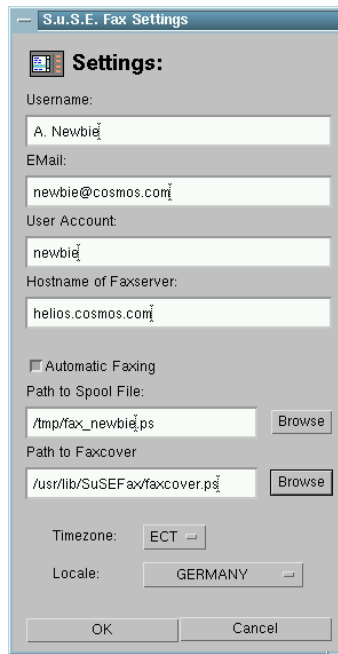 S.u.S.E. Fax Settings
Settings:
Username:
A. Newbie
EMail:
newbie@cosmos.com
User Account:
newbie
Hostname of Faxserver:
helios.cosmos.com
Automatic Faxing
Path to Spool File:
/tmp/fax_newbie.ps Browse
Path to Faxcover
/usr/lib/SuSEFax/faxcover.ps Browse
Timezone: ECT
Locale: GERMANY
OK Cancel